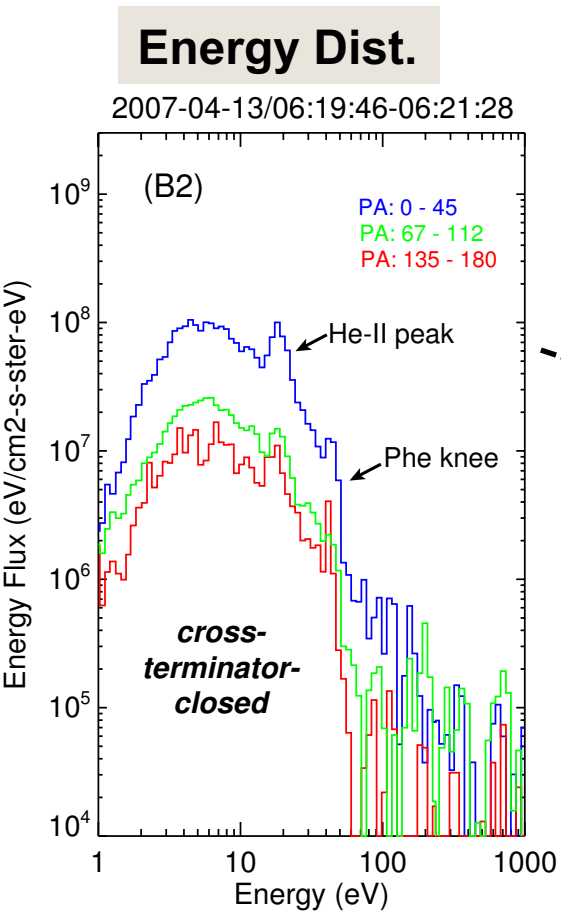 Energy Dist.
2007-04-13/06:19:46-06:21:28
(B2)
PA: 0 - 45
PA: 67 - 112
PA: 135 - 180
He-II peak
Phe knee
cross-
terminator-
closed
10⁹
10⁸
10⁷
10⁶
10⁵
10⁴
Energy Flux (eV/cm2-s-ster-eV)
1 10 100 1000
Energy (eV)